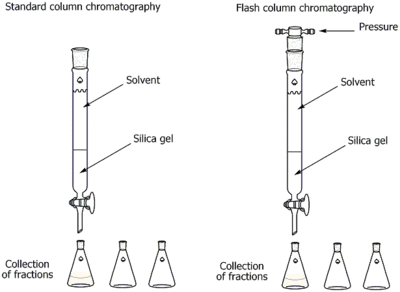 Standard column chromatography
Solvent
Silica gel
Collection
of fractions
Flash column chromatography
Pressure
Solvent
Silica gel
Collection
of fractions